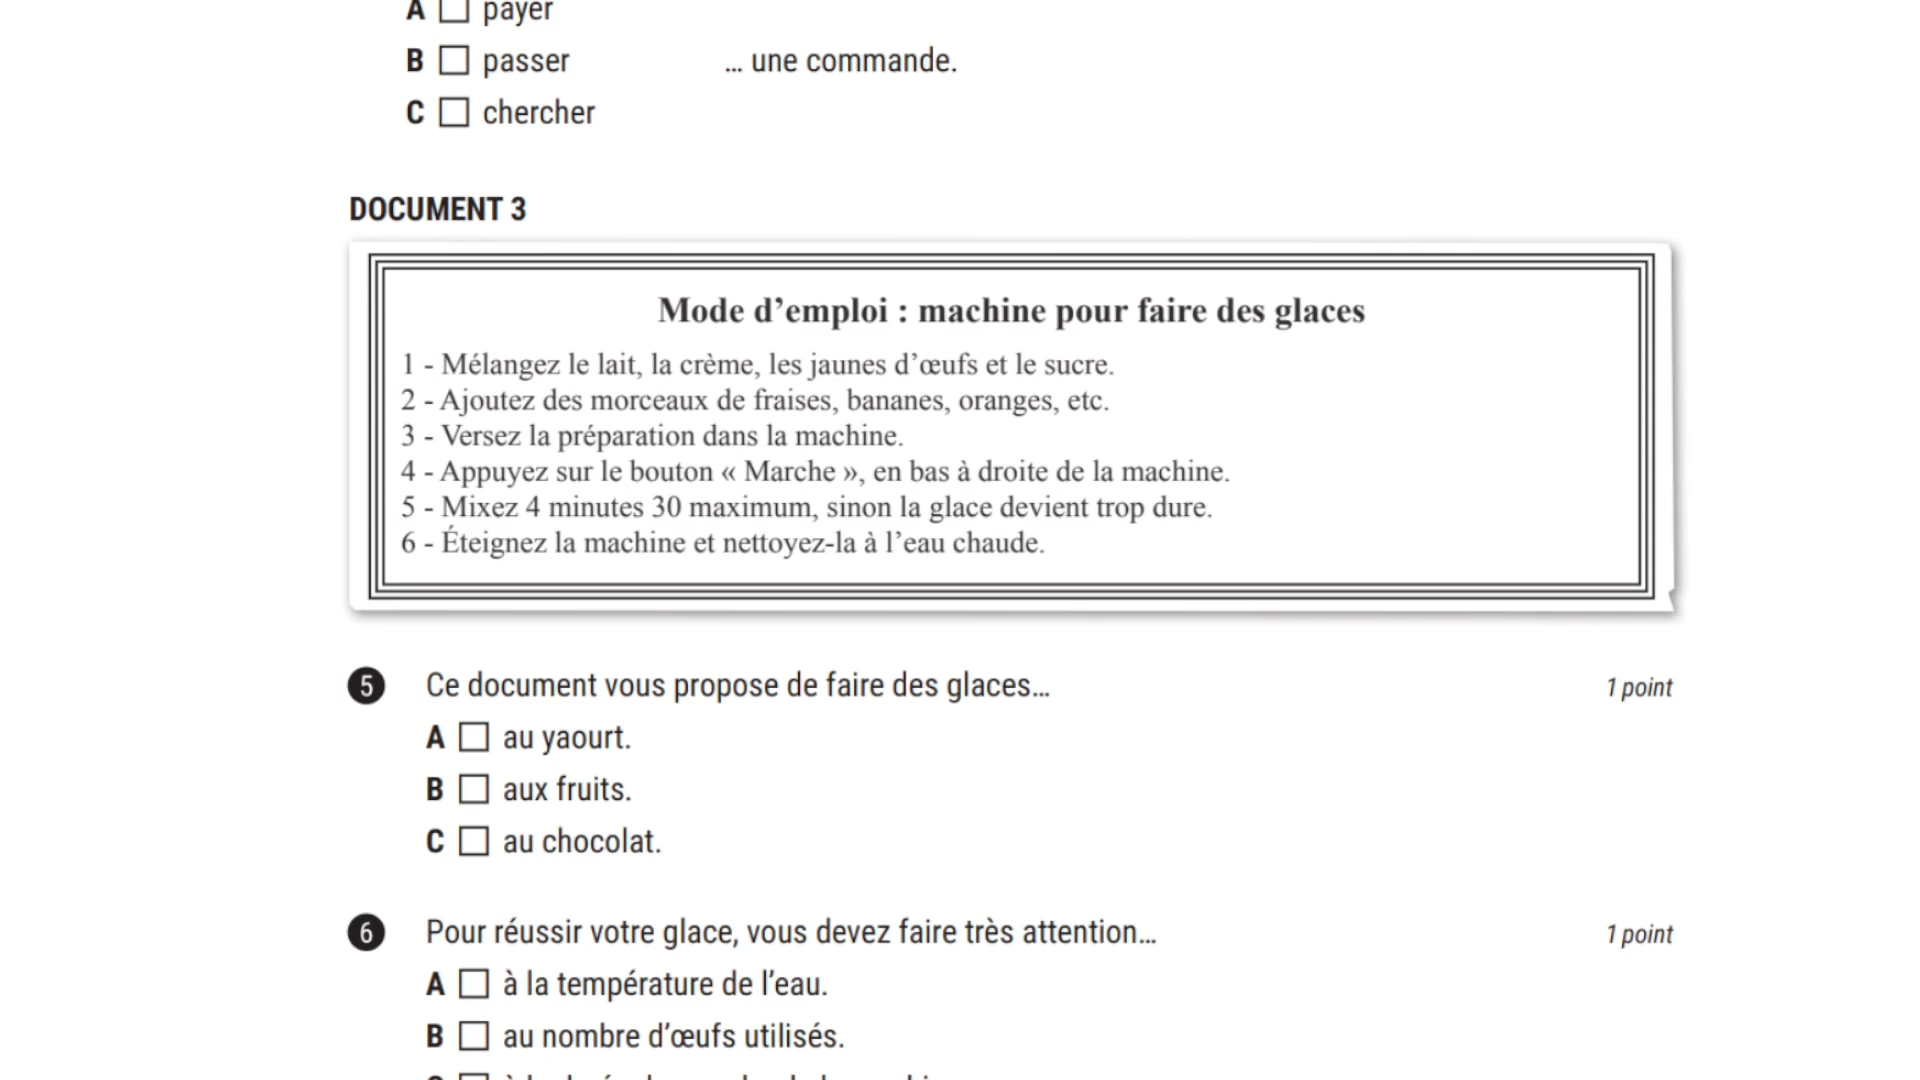 A payer
B passer ... une commande.
C chercher
DOCUMENT 3
Mode d’emploi : machine pour faire des glaces
1 - Mélangez le lait, la crème, les jaunes d’œufs et le sucre.
2 - Ajoutez des morceaux de fraises, bananes, oranges, etc.
3 - Versez la préparation dans la machine.
4 - Appuyez sur le bouton « Marche », en bas à droite de la machine.
5 - Mixez 4 minutes 30 maximum, sinon la glace devient trop dure.
6 - Éteignez la machine et nettoyez-la à l’eau chaude.
5 Ce document vous propose de faire des glaces... 1 point
A au yaourt.
B aux fruits.
C au chocolat.
6 Pour réussir votre glace, vous devez faire très attention... 1 point
A à la température de l’eau.
B au nombre d’œufs utilisés.